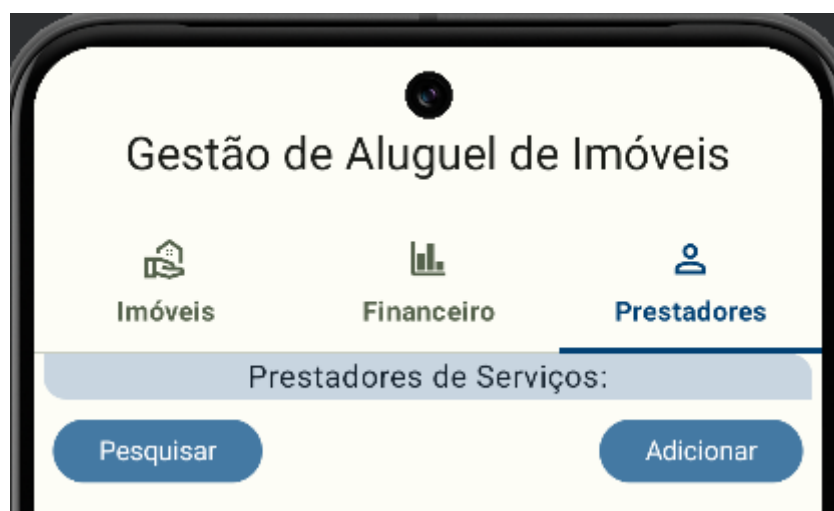 Gestão de Aluguel de Imóveis
Imóveis Financeiro Prestadores
Prestadores de Serviços:
Pesquisar Adicionar